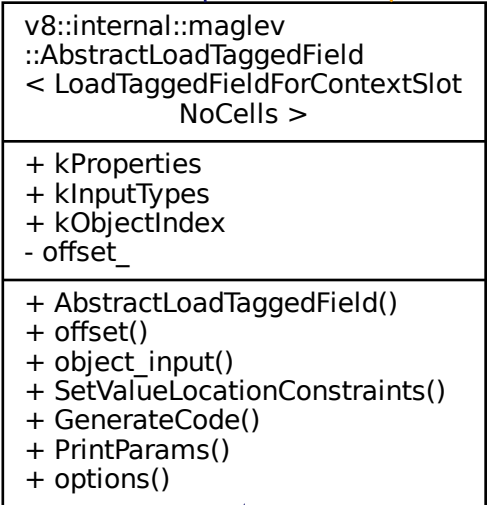 v8::internal::maglev
::AbstractLoadTaggedField
< LoadTaggedFieldForContextSlot
NoCells >
+ kProperties
+ kInputTypes
+ kObjectIndex
- offset_
+ AbstractLoadTaggedField()
+ offset()
+ object_input()
+ SetValueLocationConstraints()
+ GenerateCode()
+ PrintParams()
+ options()